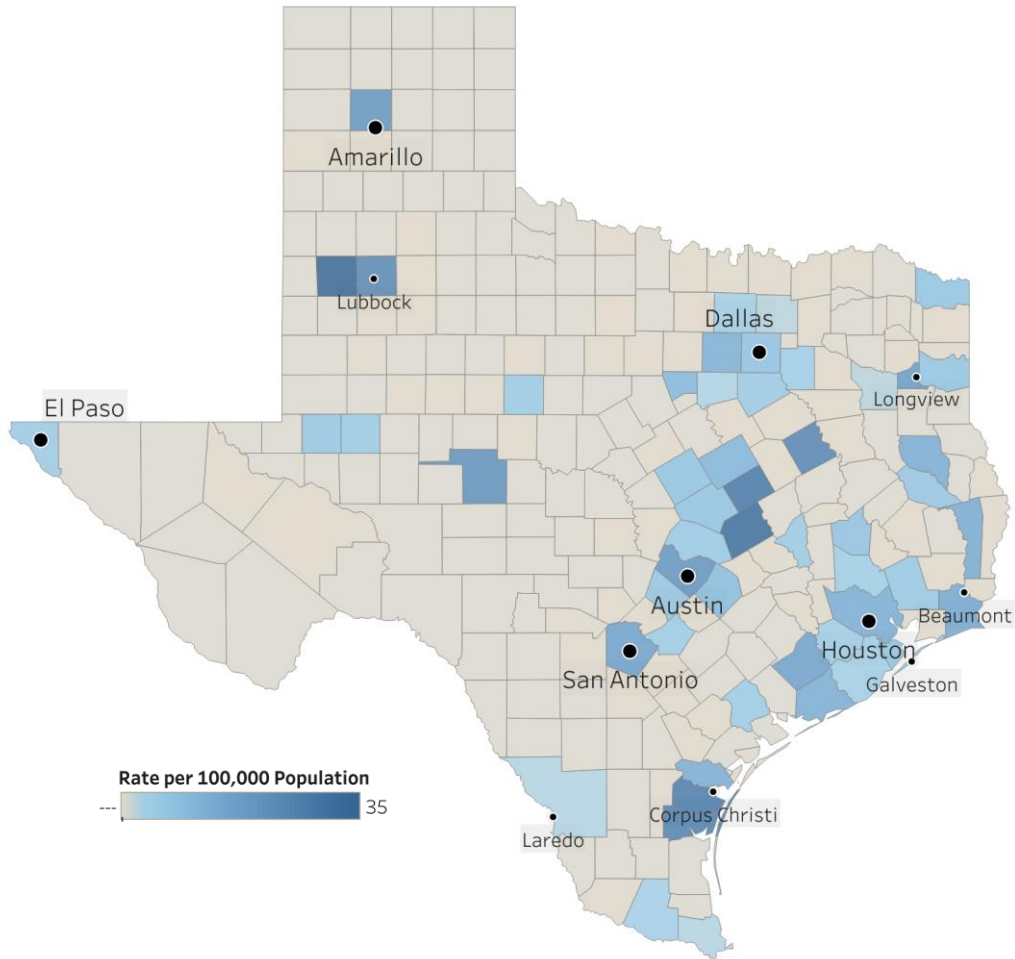 Amarillo
Lubbock
Dallas
El Paso
Longview
Austin
Beaumont
Houston
San Antonio
Galveston
Rate per 100,000 Population
--- 35
Corpus Christi
Laredo